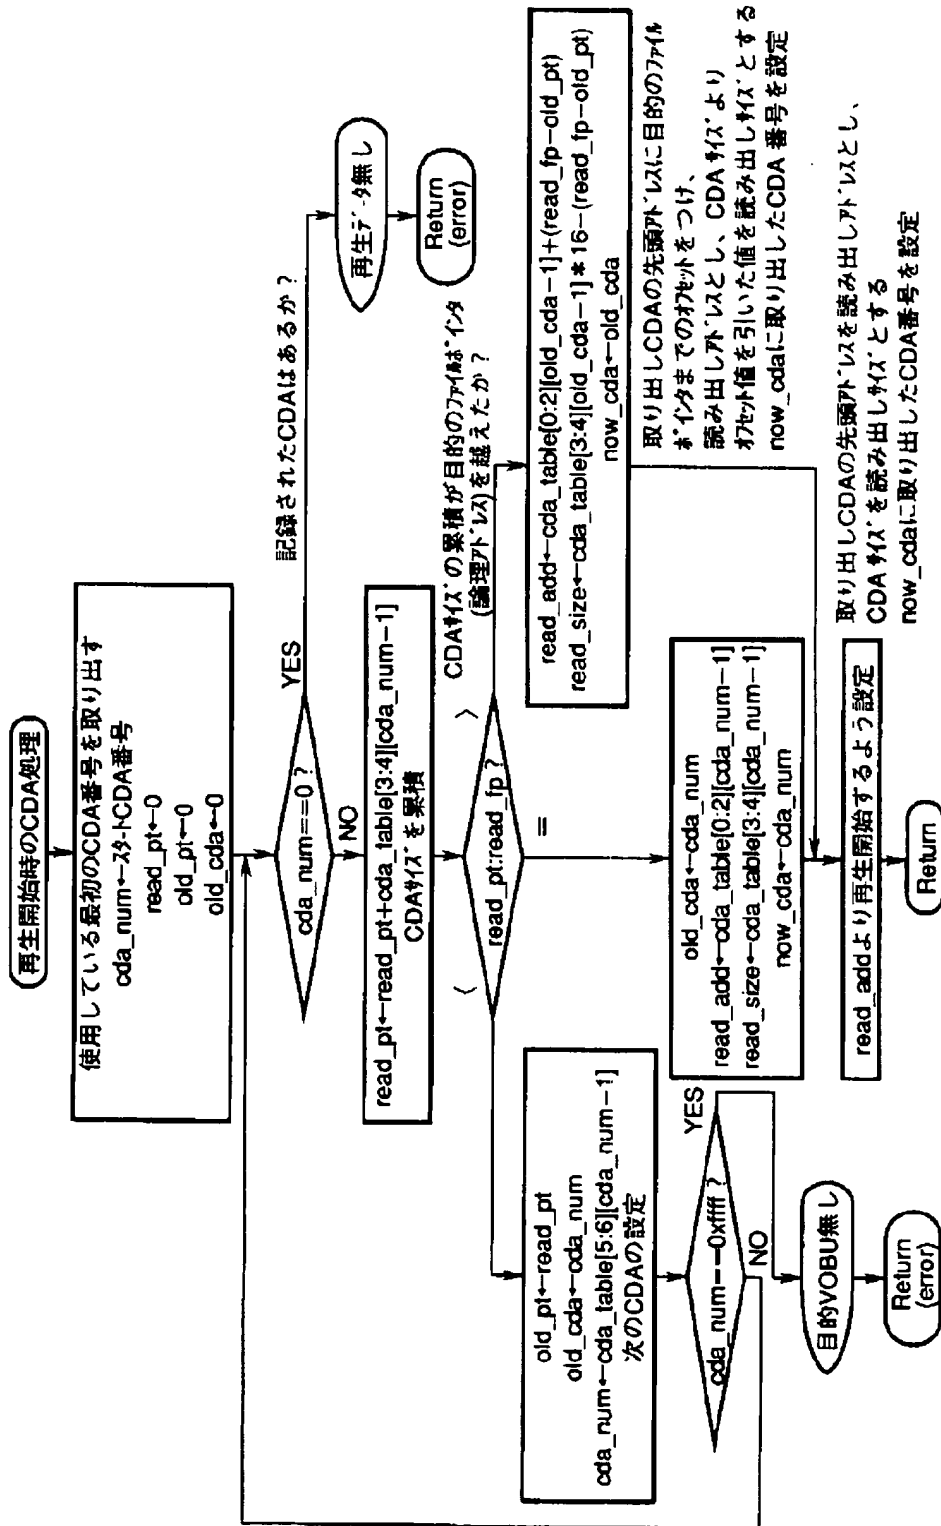 再生開始時のCDA処理
使用している最初のCDA番号を取り出す
cda_num←スタートCDA番号
read_pt←0
old_pt←0
old_cda←0
cda_num==0?
YES
記録されたCDAはあるか?
再生データ無し
Return
(error)
NO
read_pt←read_pt+cda_table[3:4][cda_num-1]
CDAサイズを累積
CDAサイズの累積が目的のファイルポインタ
(論理アドレス)を越えたか?
read_pt:read_fp?
<
=
>
read_add←cda_table[0:2][old_cda-1]+(read_fp-old_pt)
read_size←cda_table[3:4][old_cda-1]*16-(read_fp-old_pt)
now_cda←old_cda
取り出しCDAの先頭アドレスに目的のファイル
ポインタまでのオフセットをつけ、
読み出しアドレスとし、CDAサイズより
オフセット値を引いた値を読み出しサイズとする
now_cdaに取り出したCDA番号を設定
old_pt←read_pt
old_cda←cda_num
cda_num←cda_table[5:6][cda_num-1]
次のCDAの設定
cda_num==0xffff?
YES
NO
目的VOBU無し
Return
(error)
old_cda←cda_num
read_add←cda_table[0:2][cda_num-1]
read_size←cda_table[3:4][cda_num-1]
now_cda←cda_num
取り出しCDAの先頭アドレスを読み出しアドレスとし、
CDAサイズを読み出しサイズとする
now_cdaに取り出したCDA番号を設定
read_addより再生開始するよう設定
Return